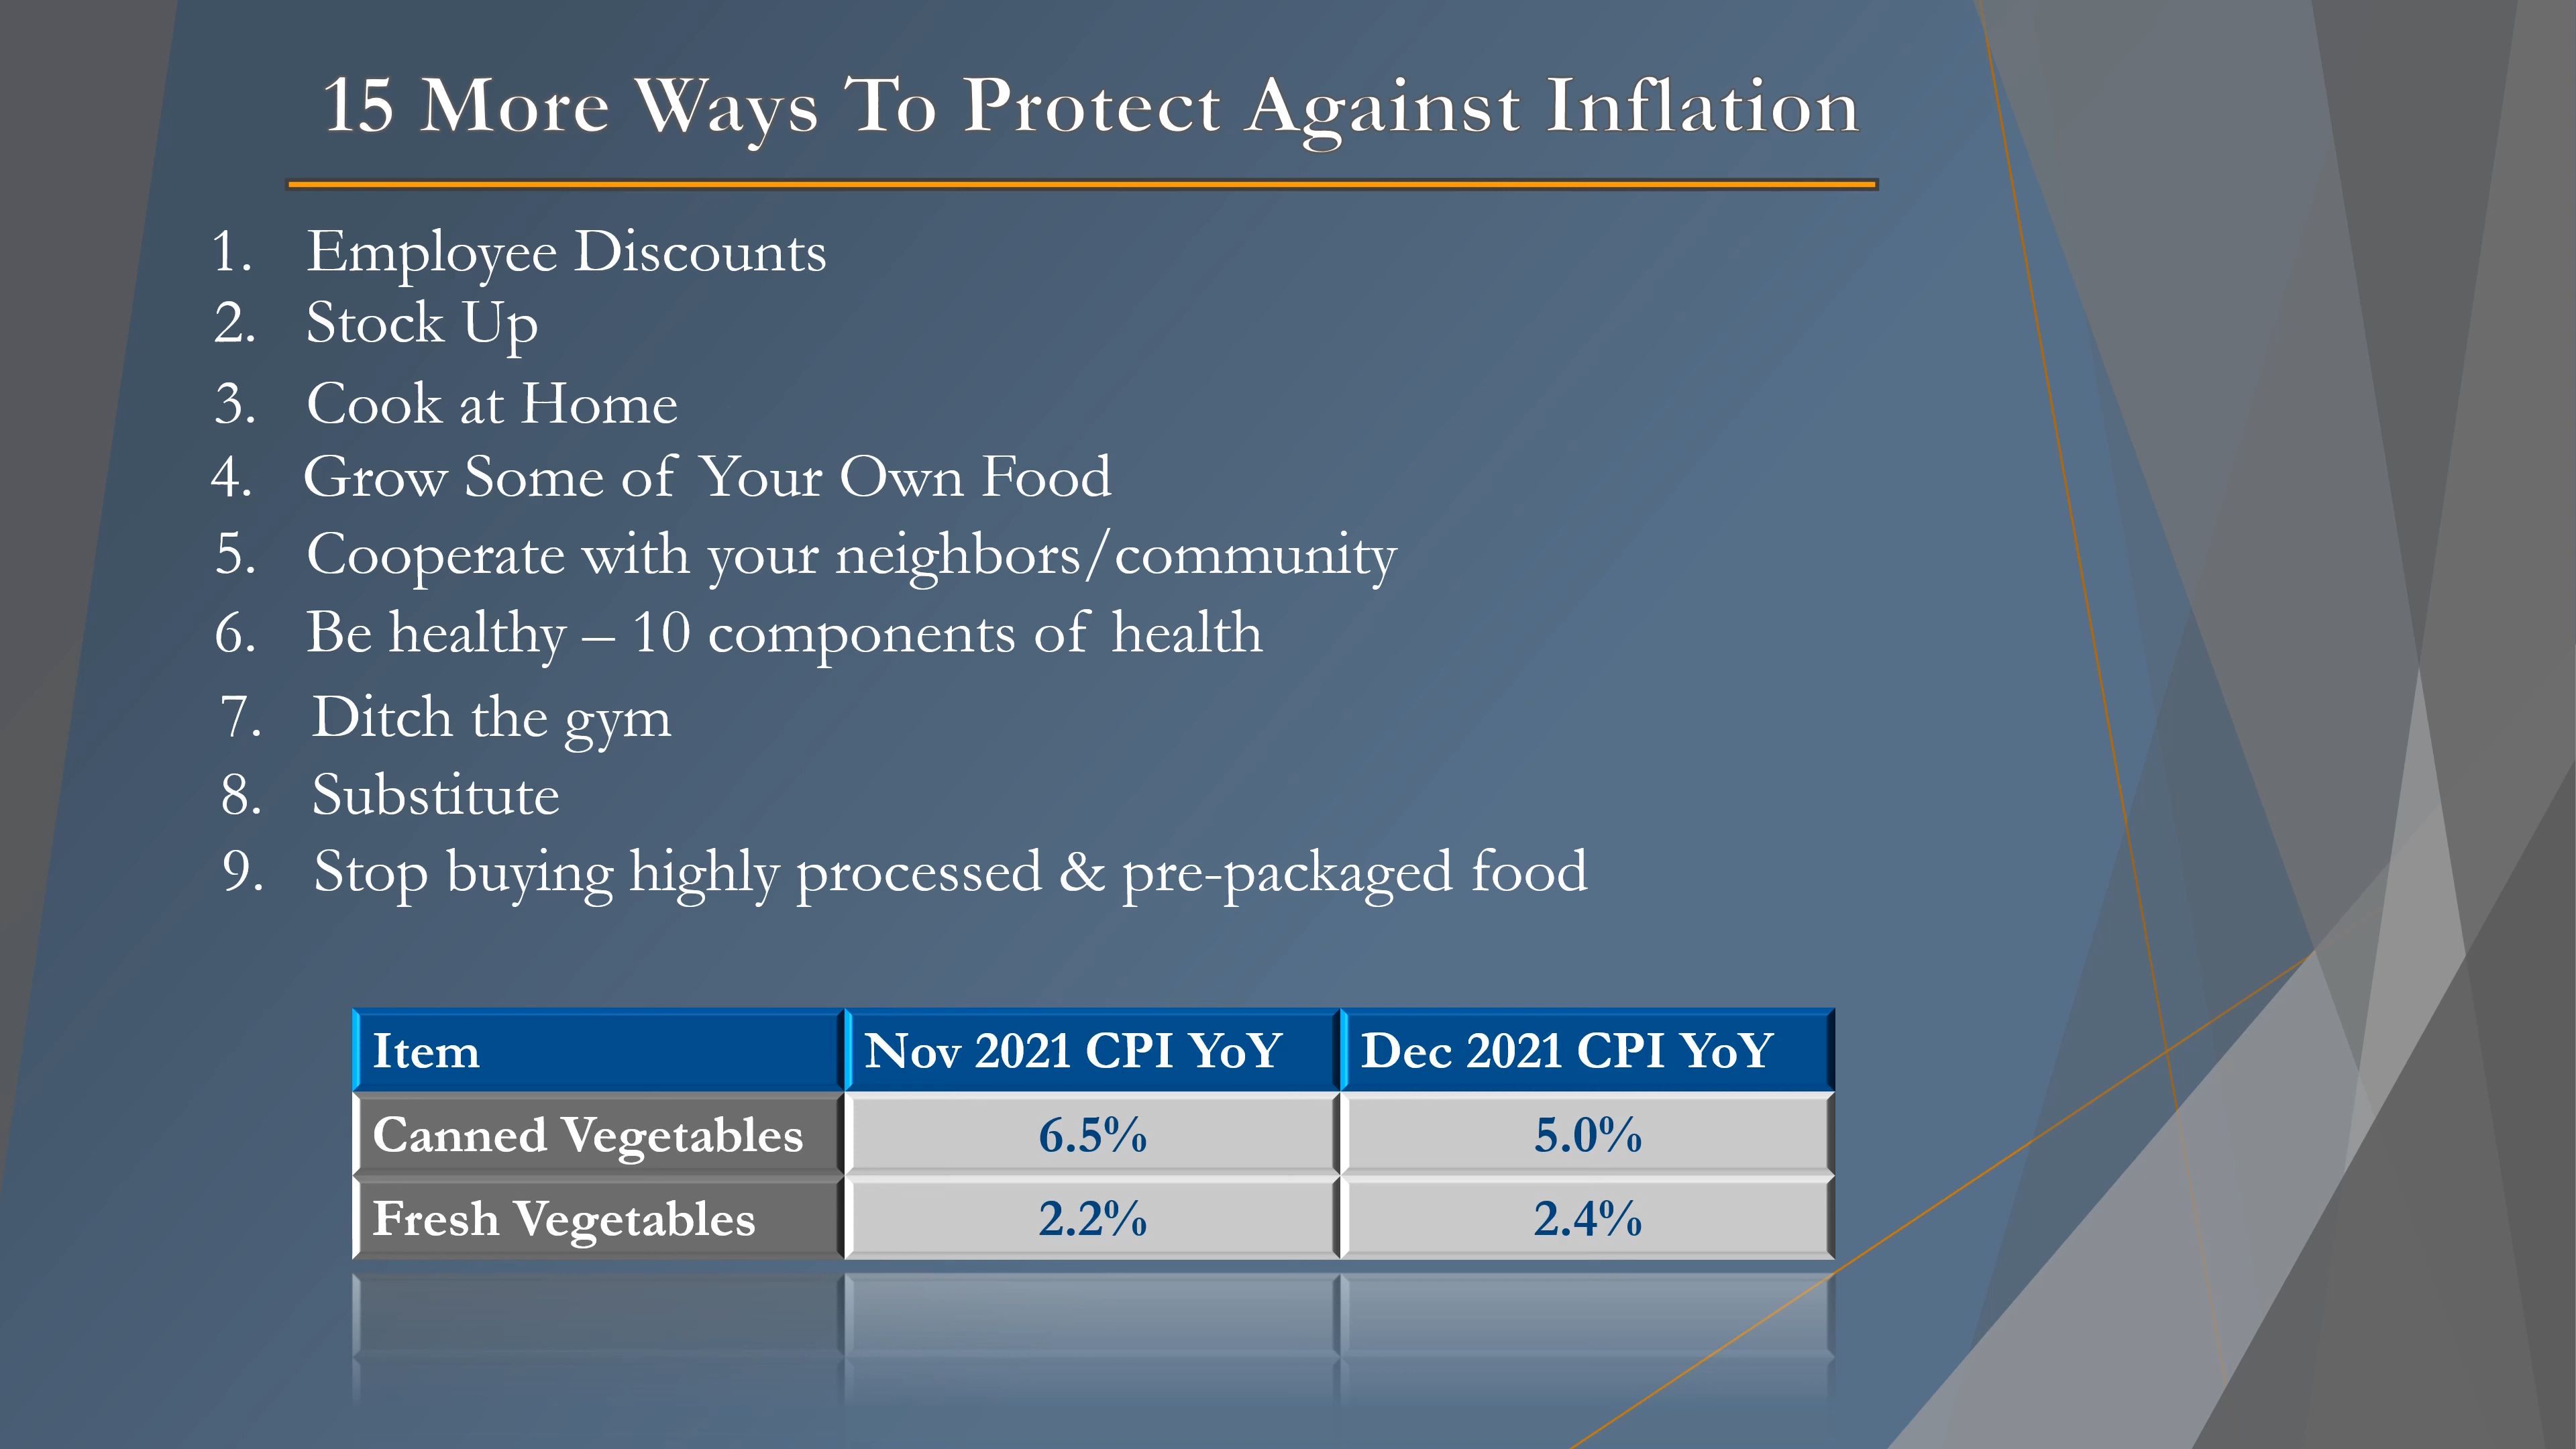 15 More Ways To Protect Against Inflation
1. Employee Discounts
2. Stock Up
3. Cook at Home
4. Grow Some of Your Own Food
5. Cooperate with your neighbors/community
6. Be healthy – 10 components of health
7. Ditch the gym
8. Substitute
9. Stop buying highly processed & pre-packaged food
Item Nov 2021 CPI YoY Dec 2021 CPI YoY
Canned Vegetables 6.5% 5.0%
Fresh Vegetables 2.2% 2.4%